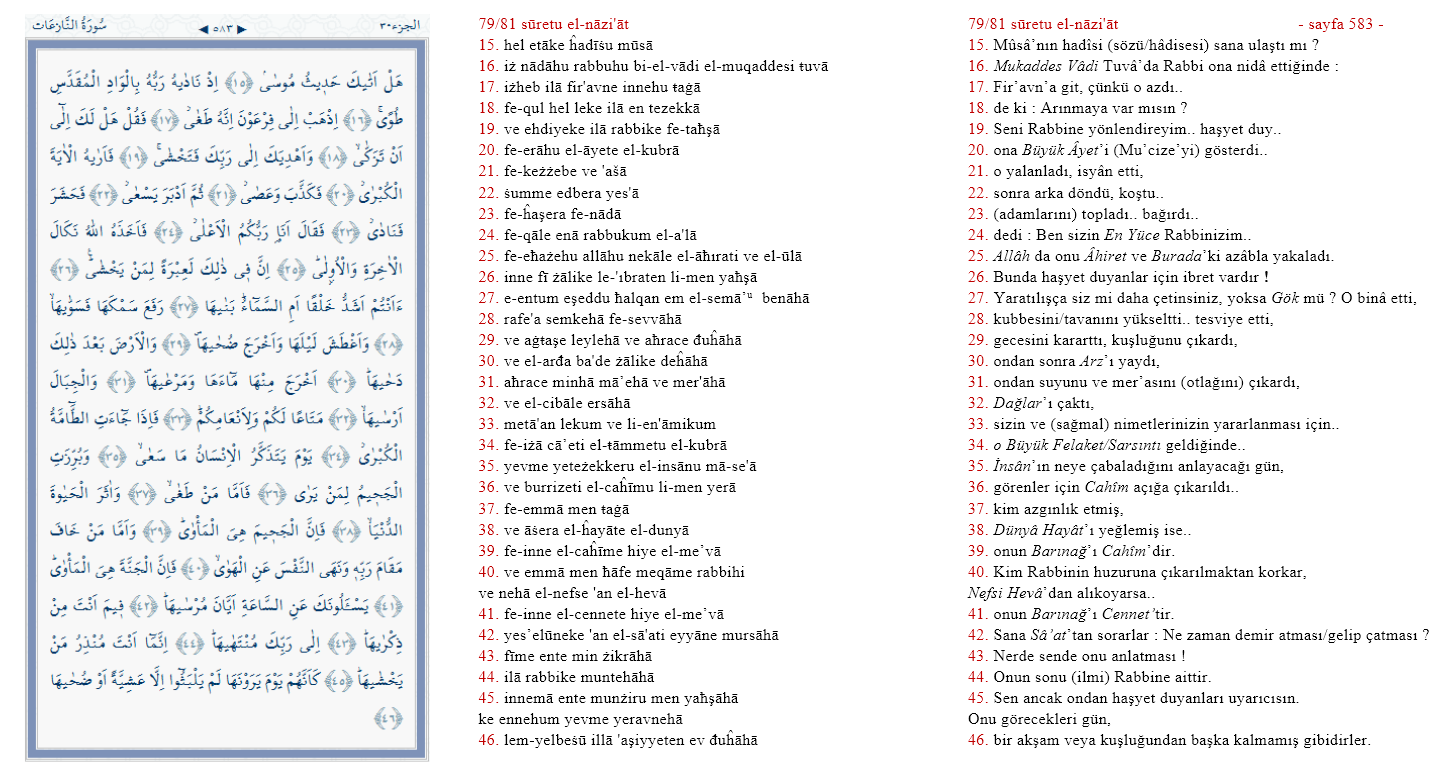 سُورَةُ النَّازِعَاتِ ◀ ٥٨٣ ▶ الجزء ٣٠
هَلْ اَتٰيكَ حَد۪يثُ مُوسٰىۢ ﴿١٥﴾ اِذْ نَادٰيهُ رَبُّهُ بِالْوَادِ الْمُقَدَّسِ
طُوًىۚ ﴿١٦﴾ اِذْهَبْ اِلٰى فِرْعَوْنَ اِنَّهُ طَغٰىۘ ﴿١٧﴾ فَقُلْ هَلْ لَكَ اِلٰٓى
اَنْ تَزَكّٰىۙ ﴿١٨﴾ وَاَهْدِيَكَ اِلٰى رَبِّكَ فَتَخْشٰىۚ ﴿١٩﴾ فَاَرٰيهُ الْاٰيَةَ
الْكُبْرٰىۘ ﴿٢٠﴾ فَكَذَّبَ وَعَصٰىۘ ﴿٢١﴾ ثُمَّ اَدْبَرَ يَسْعٰىۘ ﴿٢٢﴾ فَحَشَرَ
فَنَادٰىۘ ﴿٢٣﴾ فَقَالَ اَنَا۬ رَبُّكُمُ الْاَعْلٰىۘ ﴿٢٤﴾ فَاَخَذَهُ اللّٰهُ نَكَالَ
الْاٰخِرَةِ وَالْاُو۫لٰىۜ ﴿٢٥﴾ اِنَّ ف۪ي ذٰلِكَ لَعِبْرَةً لِمَنْ يَخْشٰىۜ۟ ﴿٢٦﴾
ءَاَنْتُمْ اَشَدُّ خَلْقًا اَمِ السَّمَٓاءُۜ بَنٰيهَا ﴿٢٧﴾ رَفَعَ سَمْكَهَا فَسَوّٰيهَاۙ
﴿٢٨﴾ وَاَغْطَشَ لَيْلَهَا وَاَخْرَجَ ضُحٰيهَاۖ ﴿٢٩﴾ وَالْاَرْضَ بَعْدَ ذٰلِكَ
دَحٰيهَاۜ ﴿٣٠﴾ اَخْرَجَ مِنْهَا مَٓاءَهَا وَمَرْعٰيهَاۖ ﴿٣١﴾ وَالْجِبَالَ
اَرْسٰيهَاۙ ﴿٣٢﴾ مَتَاعًا لَكُمْ وَلِاَنْعَامِكُمْۜ ﴿٣٣﴾ فَاِذَا جَٓاءَتِ الطَّٓامَّةُ
الْكُبْرٰىۘ ﴿٣٤﴾ يَوْمَ يَتَذَكَّرُ الْاِنْسَانُ مَا سَعٰىۙ ﴿٣٥﴾ وَبُرِّزَتِ
الْجَح۪يمُ لِمَنْ يَرٰى ﴿٣٦﴾ فَاَمَّا مَنْ طَغٰىۙ ﴿٣٧﴾ وَاٰثَرَ الْحَيٰوةَ
الدُّنْيَاۙ ﴿٣٨﴾ فَاِنَّ الْجَح۪يمَ هِيَ الْمَأْوٰىۜ ﴿٣٩﴾ وَاَمَّا مَنْ خَافَ
مَقَامَ رَبِّه۪ وَنَهَى النَّفْسَ عَنِ الْهَوٰىۙ ﴿٤٠﴾ فَاِنَّ الْجَنَّةَ هِيَ الْمَأْوٰىۜ
﴿٤١﴾ يَسْـَٔلُونَكَ عَنِ السَّاعَةِ اَيَّانَ مُرْسٰيهَاۜ ﴿٤٢﴾ ف۪يمَ اَنْتَ مِنْ
ذِكْرٰيهَاۜ ﴿٤٣﴾ اِلٰى رَبِّكَ مُنْتَهٰيهَاۜ ﴿٤٤﴾ اِنَّمَٓا اَنْتَ مُنْذِرُ مَنْ
يَخْشٰيهَاۜ ﴿٤٥﴾ كَاَنَّهُمْ يَوْمَ يَرَوْنَهَا لَمْ يَلْبَثُٓوا اِلَّا عَشِيَّةً اَوْ ضُحٰيهَا
﴿٤٦﴾
79/81 sūretu el-nāzi'āt
15. hel etāke ĥadīšu mūsā
16. iż nādāhu rabbuhu bi-el-vādi el-muqaddesi ŧuvā
17. iżheb ilā fir'avne innehu ŧaġā
18. fe-qul hel leke ilā en tezekkā
19. ve ehdiyeke ilā rabbike fe-taħşā
20. fe-erāhu el-āyete el-kubrā
21. fe-keżżebe ve 'ašā
22. ŝumme edbera yes'ā
23. fe-ĥaşera fe-nādā
24. fe-qāle enā rabbukum el-a'lā
25. fe-eħażehu allāhu nekāle el-āħırati ve el-ūlā
26. inne fī żālike le-'ıbraten li-men yaħşā
27. e-entum eşeddu ħalqan em el-semā’ᵘ benāhā
28. rafe'a semkehā fe-sevvāhā
29. ve aġŧaşe leylehā ve aħrace đuĥāhā
30. ve el-arđa ba'de żālike deĥāhā
31. aħrace minhā mā’ehā ve mer'āhā
32. ve el-cibāle ersāhā
33. metā'an lekum ve li-en'āmikum
34. fe-iżā cā’eti el-ŧāmmetu el-kubrā
35. yevme yeteżekkeru el-insānu mā-se'ā
36. ve burrizeti el-caĥīmu li-men yerā
37. fe-emmā men ŧaġā
38. ve āŝera el-ĥayāte el-dunyā
39. fe-inne el-caĥīme hiye el-me’vā
40. ve emmā men ħāfe meqāme rabbihi
ve nehā el-nefse 'an el-hevā
41. fe-inne el-cennete hiye el-me’vā
42. yes’elūneke 'an el-sā'ati eyyāne mursāhā
43. fīme ente min żikrāhā
44. ilā rabbike muntehāhā
45. innemā ente munżiru men yaħşāhā
ke ennehum yevme yeravnehā
46. lem-yelbeŝū illā 'aşiyyeten ev đuĥāhā
79/81 sūretu el-nāzi'āt - sayfa 583 -
15. Mûsâ’nın hadîsi (sözü/hâdisesi) sana ulaştı mı ?
16. Mukaddes Vâdi Tuvâ’da Rabbi ona nidâ ettiğinde :
17. Fir’avn’a git, çünkü o azdı..
18. de ki : Arınmaya var mısın ?
19. Seni Rabbine yönlendireyim.. haşyet duy..
20. ona Büyük Âyet’i (Mu’cize’yi) gösterdi..
21. o yalanladı, isyân etti,
22. sonra arka döndü, koştu..
23. (adamlarını) topladı.. bağırdı..
24. dedi : Ben sizin En Yüce Rabbinizim..
25. Allâh da onu Âhiret ve Burada’ki azâbla yakaladı.
26. Bunda haşyet duyanlar için ibret vardır !
27. Yaratılışça siz mi daha çetinsiniz, yoksa Gök mü ? O binâ etti,
28. kubbesini/tavanını yükseltti.. tesviye etti,
29. gecesini kararttı, kuşluğunu çıkardı,
30. ondan sonra Arz’ı yaydı,
31. ondan suyunu ve mer’asını (otlağını) çıkardı,
32. Dağlar’ı çaktı,
33. sizin ve (sağmal) nimetlerinizin yararlanması için..
34. o Büyük Felaket/Sarsıntı geldiğinde..
35. İnsân’ın neye çabaladığını anlayacağı gün,
36. görenler için Cahîm açığa çıkarıldı..
37. kim azgınlık etmiş,
38. Dünyâ Hayât’ı yeğlemiş ise..
39. onun Barınağ’ı Cahîm’dir.
40. Kim Rabbinin huzuruna çıkarılmaktan korkar,
Nefsi Hevâ’dan alıkoyarsa..
41. onun Barınağ’ı Cennet’tir.
42. Sana Sâ’at’tan sorarlar : Ne zaman demir atması/gelip çatması ?
43. Nerde sende onu anlatması !
44. Onun sonu (ilmi) Rabbine aittir.
45. Sen ancak ondan haşyet duyanları uyarıcısın.
Onu görecekleri gün,
46. bir akşam veya kuşluğundan başka kalmamış gibidirler.